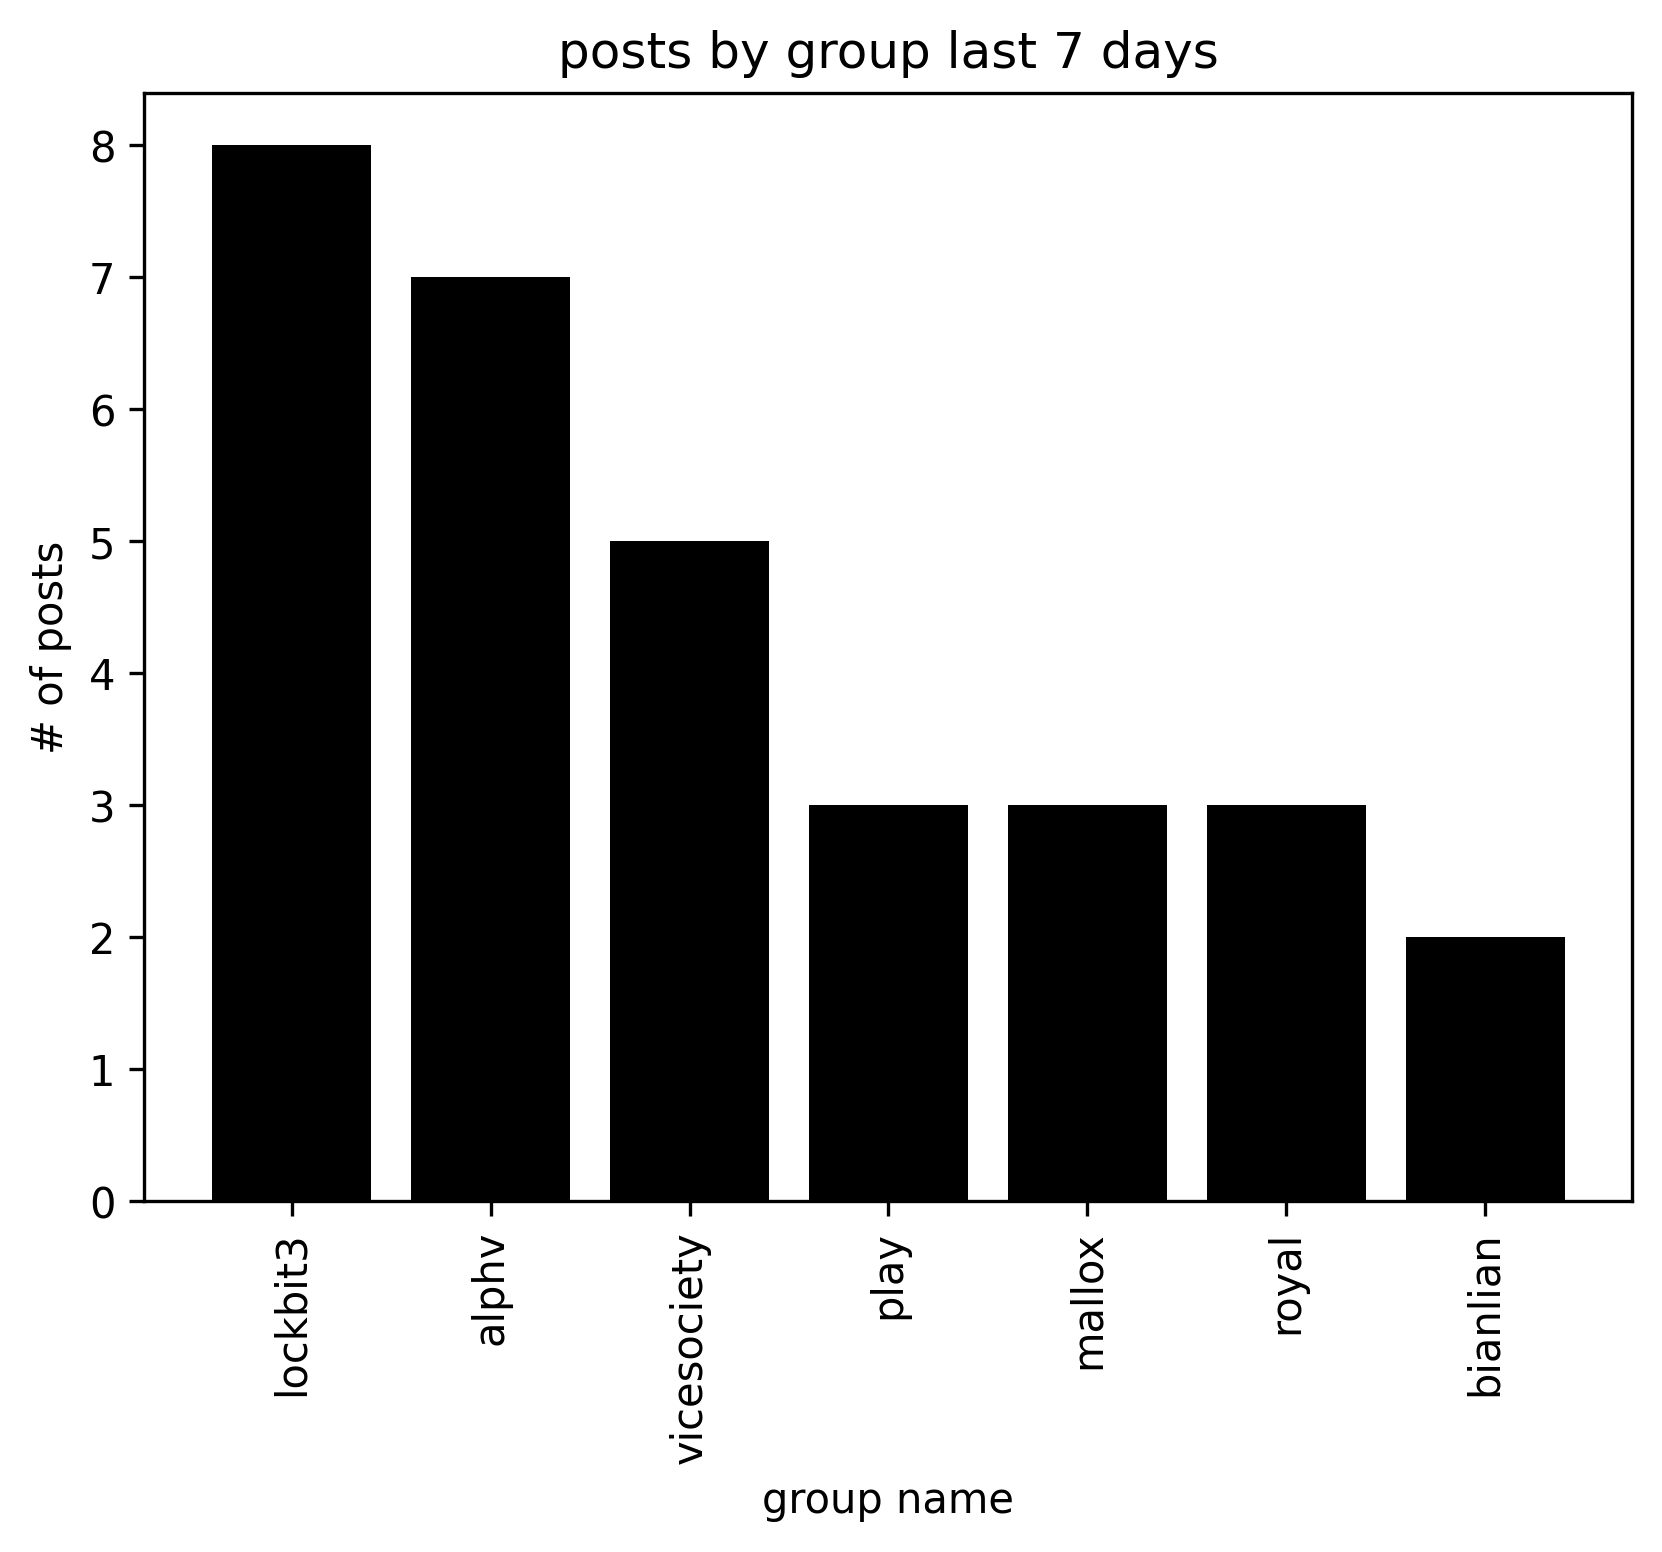 posts by group last 7 days
# of posts
8
7
6
5
4
3
2
1
0
lockbit3
alphv
vicesociety
play
mallox
royal
bianlian
group name